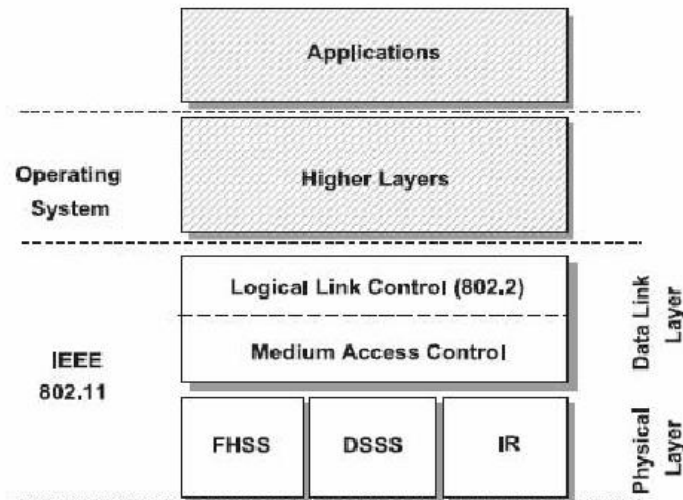 Applications
Operating
System
Higher Layers
Logical Link Control (802.2)
Medium Access Control
Data Link
Layer
IEEE
802.11
FHSS
DSSS
IR
Physical
Layer